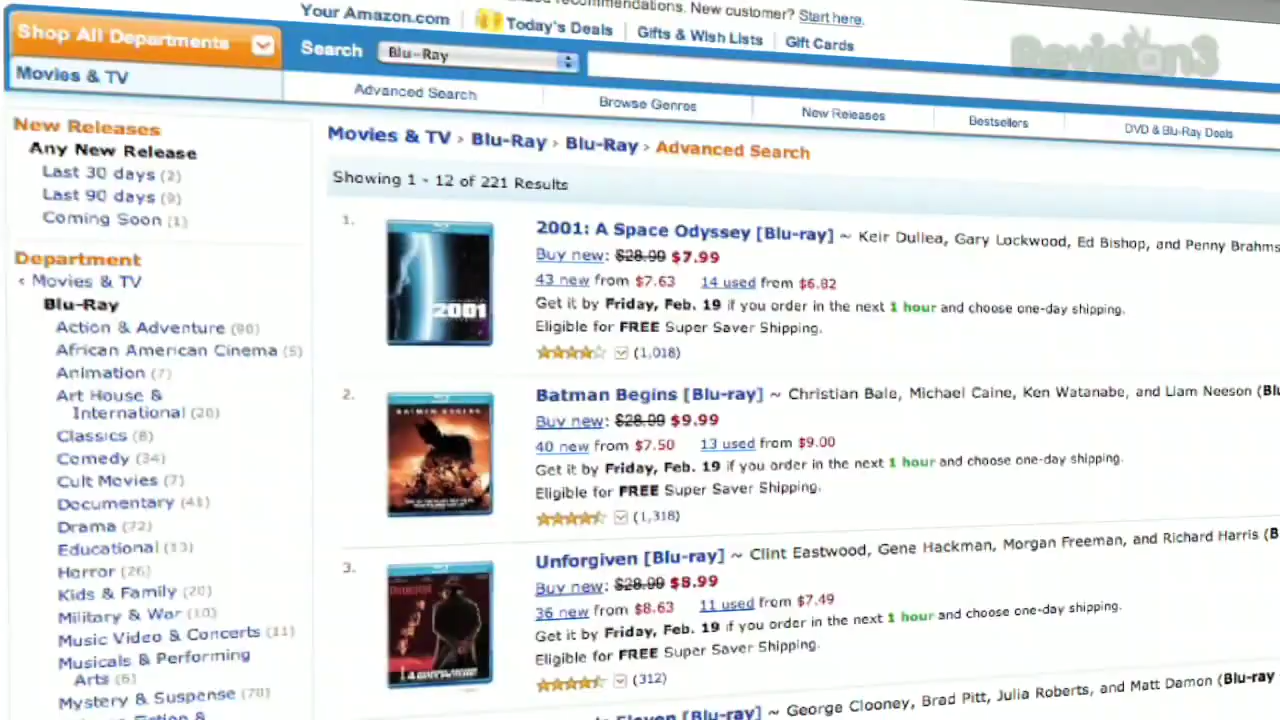 recommendations. New customer? Start here.
Your Amazon.com Today's Deals Gifts & Wish Lists Gift Cards
Revision3
Shop All Departments
Search Blu-Ray
Movies & TV
Advanced Search Browse Genres New Releases Bestsellers DVD & Blu-Ray Deals
New Releases
Any New Release
Last 30 days (2)
Last 90 days (9)
Coming Soon (1)
Department
‹ Movies & TV
Blu-Ray
Action & Adventure (90)
African American Cinema (5)
Animation (7)
Art House &
International (20)
Classics (8)
Comedy (34)
Cult Movies (7)
Documentary (41)
Drama (72)
Educational (13)
Horror (26)
Kids & Family (20)
Military & War (10)
Music Video & Concerts (11)
Musicals & Performing
Arts (6)
Mystery & Suspense (70)
Movies & TV › Blu-Ray › Blu-Ray › Advanced Search
Showing 1 - 12 of 221 Results
1.
2001
2001: A Space Odyssey [Blu-ray] ~ Keir Dullea, Gary Lockwood, Ed Bishop, and Penny Brahms
Buy new: $28.99 $7.99
43 new from $7.63 14 used from $6.82
Get it by Friday, Feb. 19 if you order in the next 1 hour and choose one-day shipping.
Eligible for FREE Super Saver Shipping.
(1,018)
2.
BATMAN BEGINS
Batman Begins [Blu-ray] ~ Christian Bale, Michael Caine, Ken Watanabe, and Liam Neeson (Bl
Buy new: $28.99 $9.99
40 new from $7.50 13 used from $9.00
Get it by Friday, Feb. 19 if you order in the next 1 hour and choose one-day shipping.
Eligible for FREE Super Saver Shipping.
(1,318)
3.
Unforgiven [Blu-ray] ~ Clint Eastwood, Gene Hackman, Morgan Freeman, and Richard Harris (B
Buy new: $28.99 $8.99
36 new from $8.63 11 used from $7.49
Get it by Friday, Feb. 19 if you order in the next 1 hour and choose one-day shipping.
Eligible for FREE Super Saver Shipping.
(312)
Eleven [Blu-ray] ~ George Clooney, Brad Pitt, Julia Roberts, and Matt Damon (Blu-ray